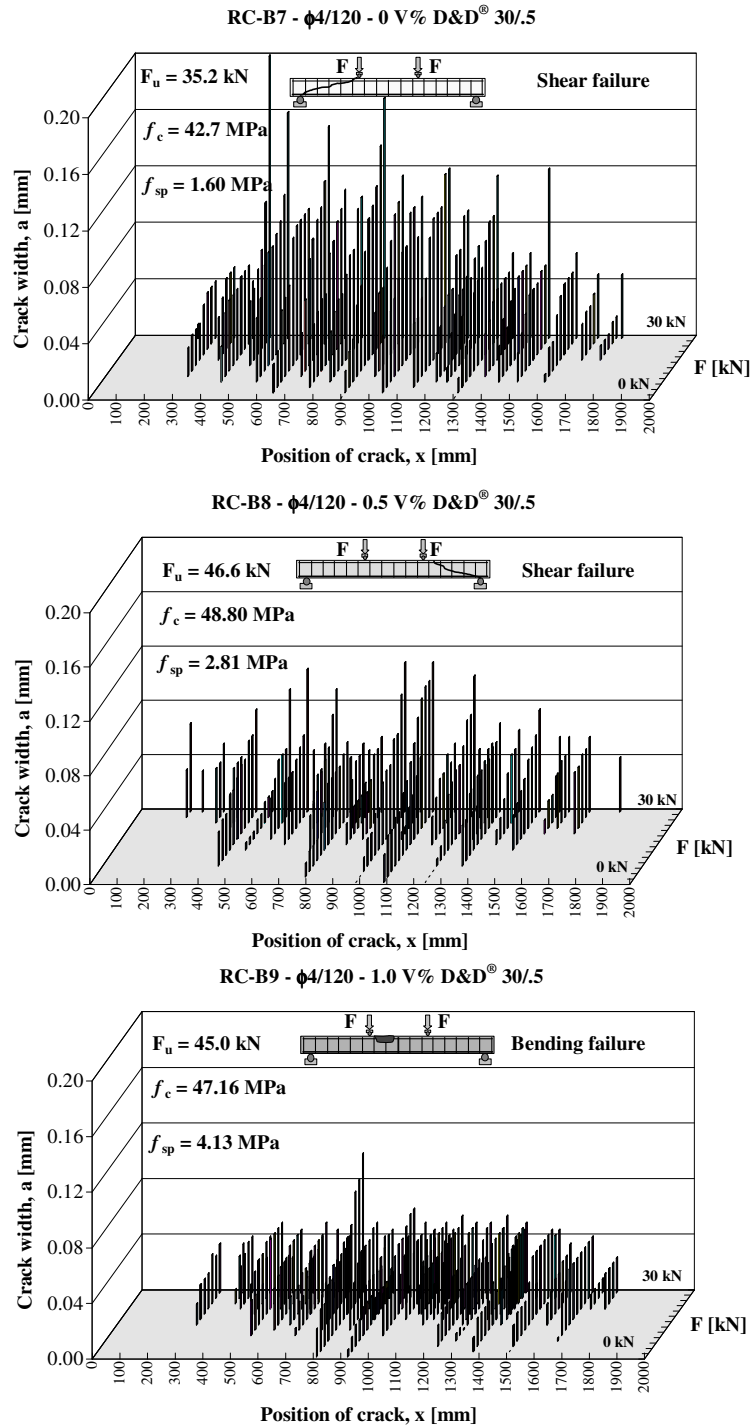 RC-B7 - ϕ4/120 - 0 V% D&D® 30/.5
F F
Fu = 35.2 kN
Shear failure
fc = 42.7 MPa
fsp = 1.60 MPa
Crack width, a [mm]
0.20
0.16
0.12
0.08
0.04
0.00
30 kN
0 kN
F [kN]
0 100 200 300 400 500 600 700 800 900 1000 1100 1200 1300 1400 1500 1600 1700 1800 1900 2000
Position of crack, x [mm]
RC-B8 - ϕ4/120 - 0.5 V% D&D® 30/.5
F F
Fu = 46.6 kN
Shear failure
fc = 48.80 MPa
fsp = 2.81 MPa
Crack width, a [mm]
0.20
0.16
0.12
0.08
0.04
0.00
30 kN
0 kN
F [kN]
0 100 200 300 400 500 600 700 800 900 1000 1100 1200 1300 1400 1500 1600 1700 1800 1900 2000
Position of crack, x [mm]
RC-B9 - ϕ4/120 - 1.0 V% D&D® 30/.5
F F
Fu = 45.0 kN
Bending failure
fc = 47.16 MPa
fsp = 4.13 MPa
Crack width, a [mm]
0.20
0.16
0.12
0.08
0.04
0.00
30 kN
0 kN
F [kN]
0 100 200 300 400 500 600 700 800 900 1000 1100 1200 1300 1400 1500 1600 1700 1800 1900 2000
Position of crack, x [mm]